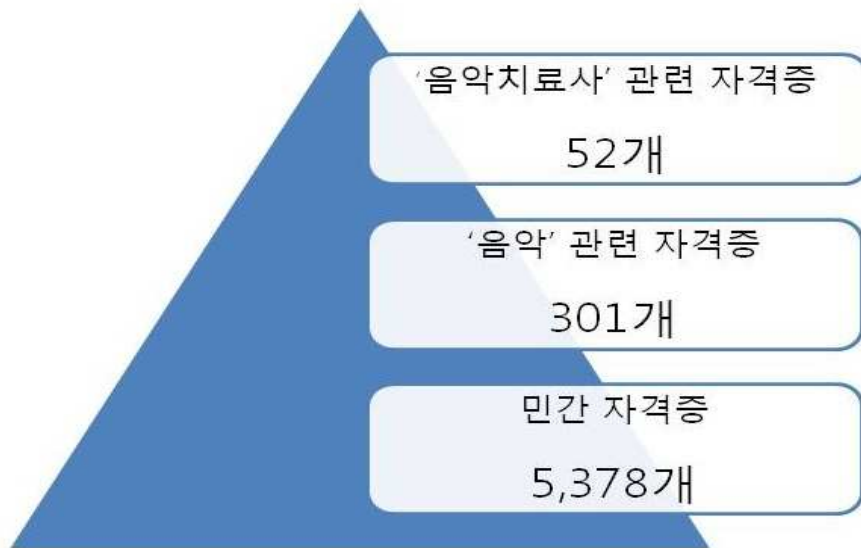 ‘음악치료사’ 관련 자격증
52개
‘음악’ 관련 자격증
301개
민간 자격증
5,378개